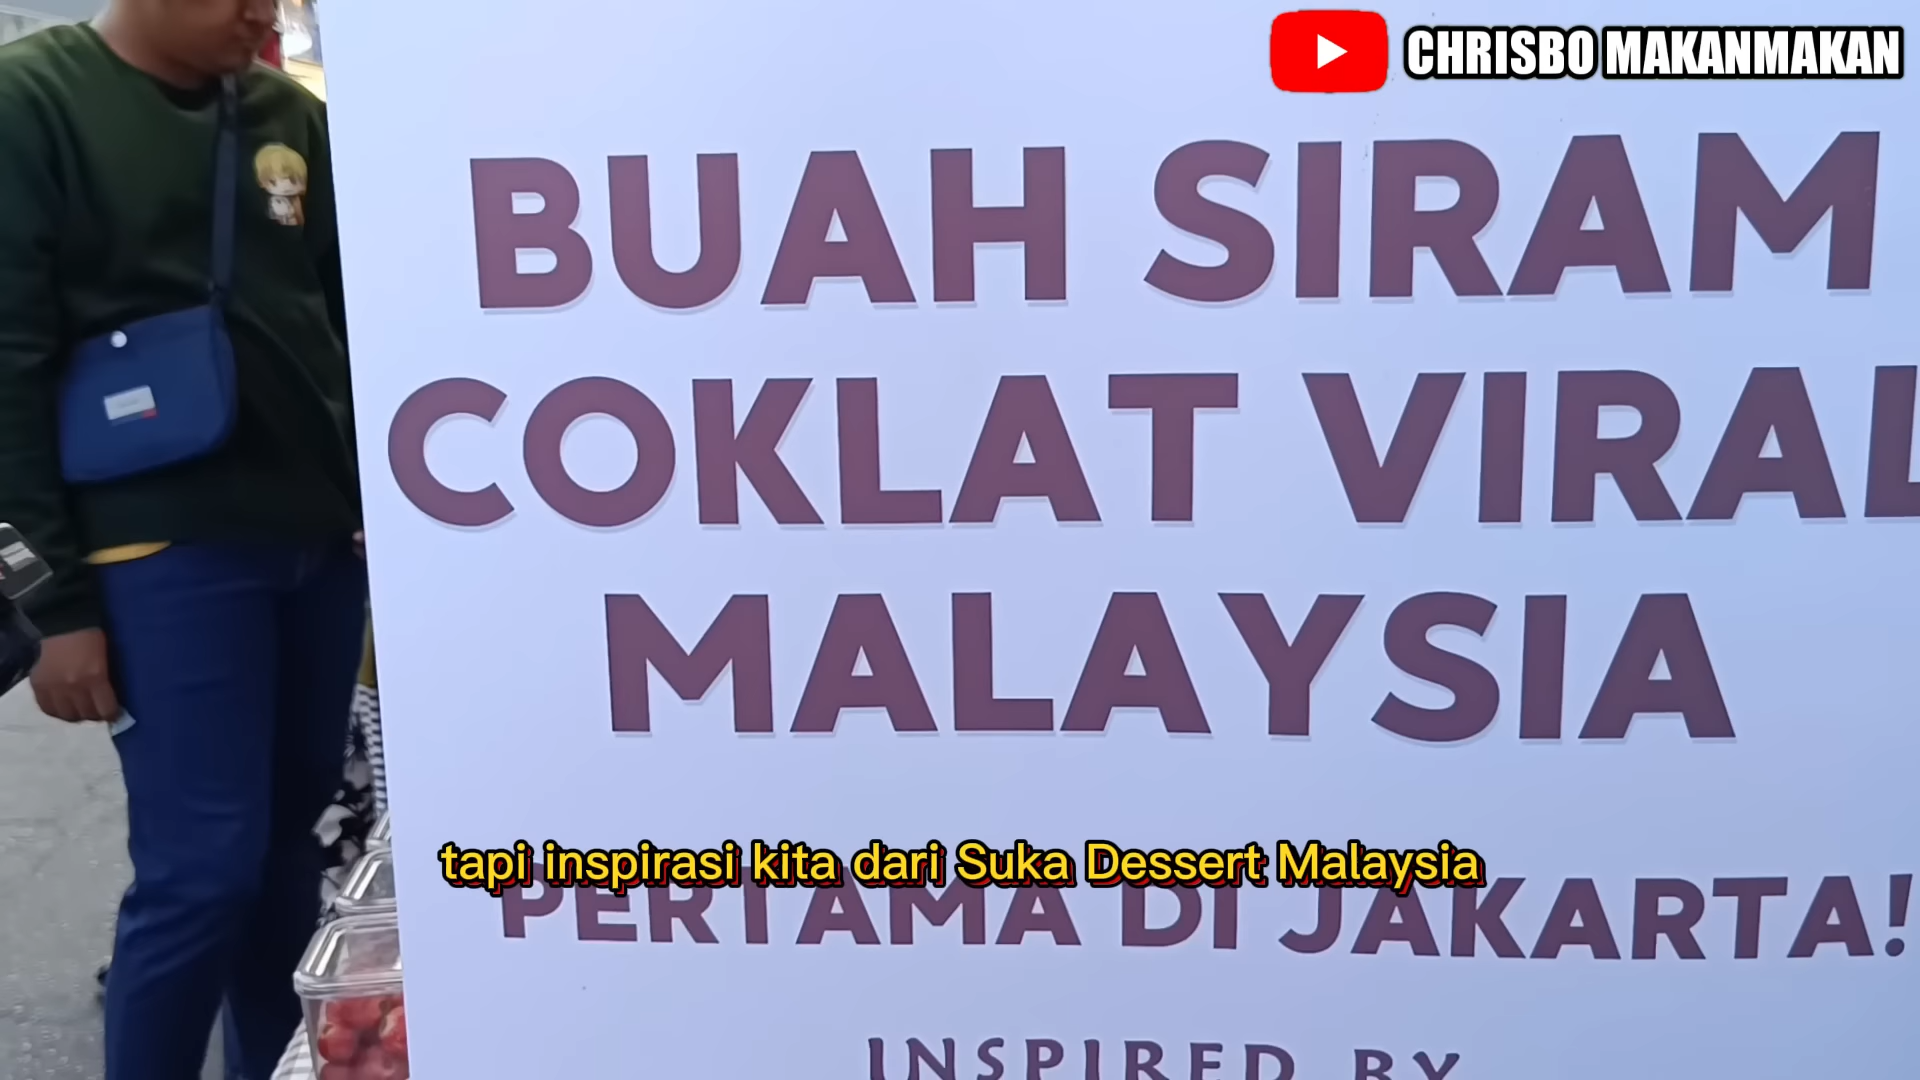 CHRISBO MAKANMAKAN
BUAH SIRAM
COKLAT VIRAL
MALAYSIA
tapi inspirasi kita dari Suka Dessert Malaysia
PERTAMA DI JAKARTA!
INSPIRED BY